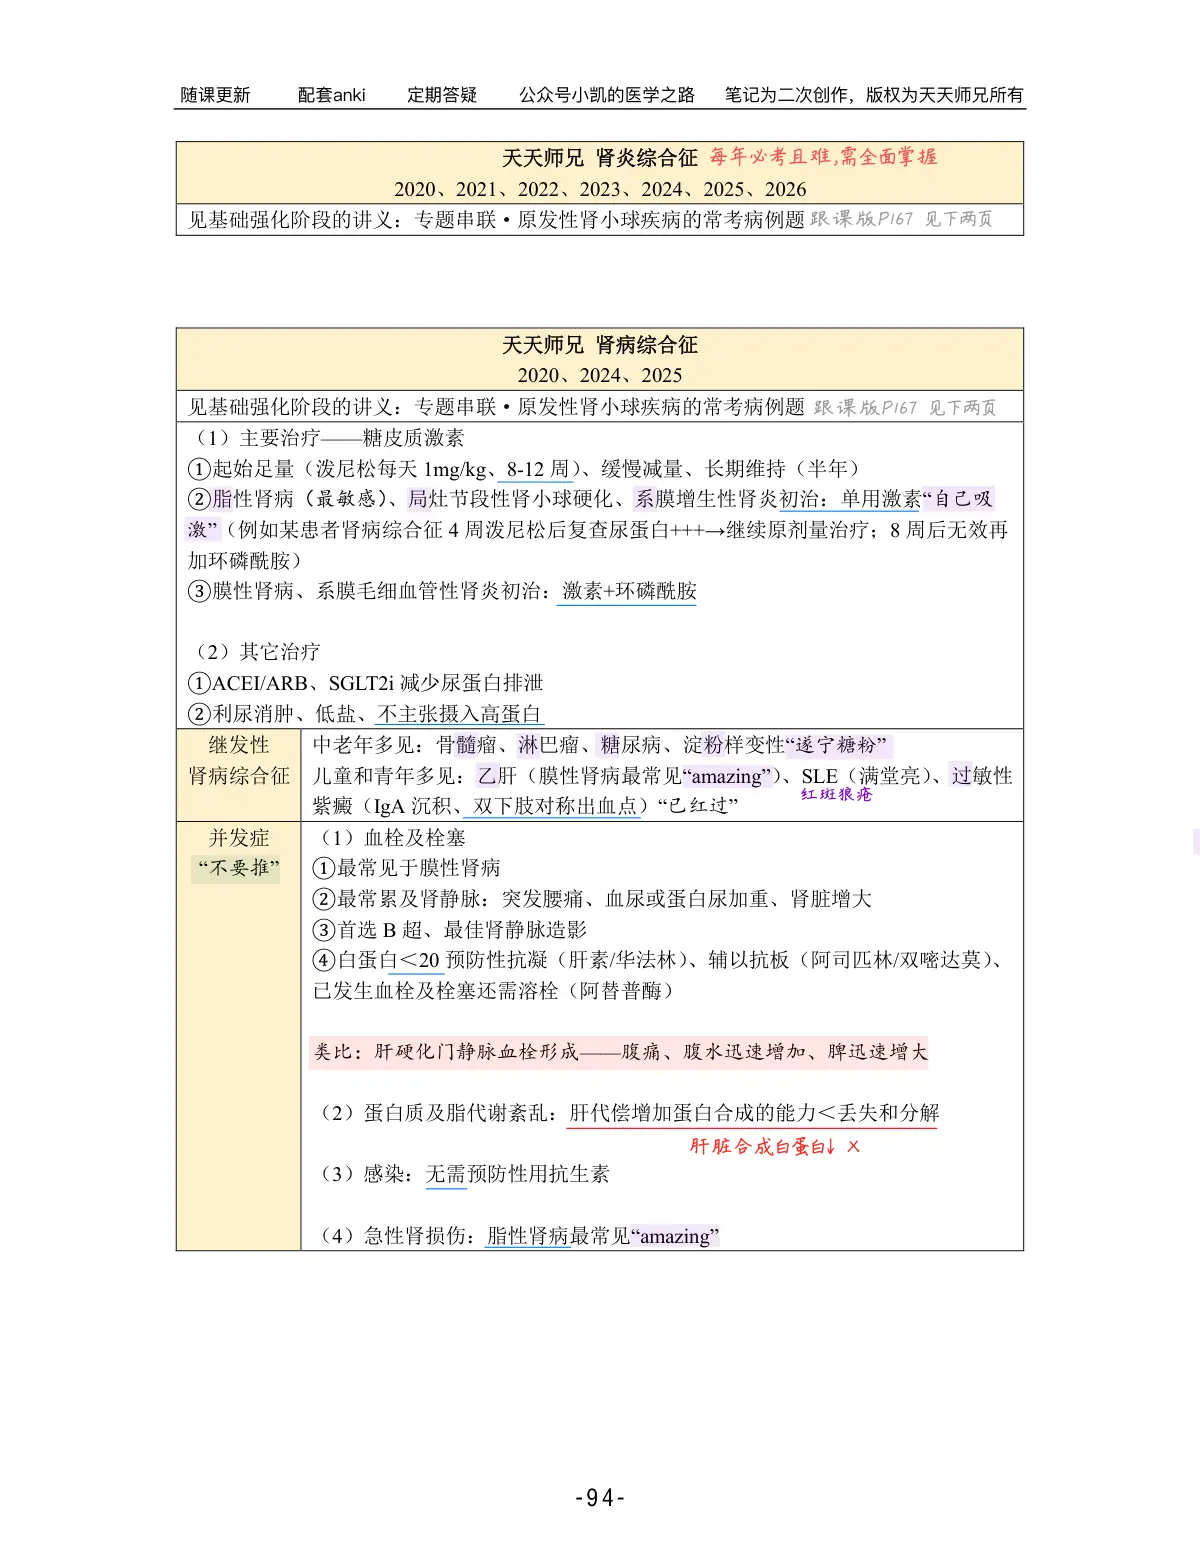 随课更新 配套anki 定期答疑 公众号小凯的医学之路 笔记为二次创作，版权为天天师兄所有
天天师兄 肾炎综合征 每年必考且难,需全面掌握
2020、2021、2022、2023、2024、2025、2026
见基础强化阶段的讲义：专题串联·原发性肾小球疾病的常考病例题 跟课版P167 见下两页
天天师兄 肾病综合征
2020、2024、2025
见基础强化阶段的讲义：专题串联·原发性肾小球疾病的常考病例题 跟课版P167 见下两页
（1）主要治疗——糖皮质激素
①起始足量（泼尼松每天 1mg/kg、8-12 周）、缓慢减量、长期维持（半年）
②脂性肾病（最敏感）、局灶节段性肾小球硬化、系膜增生性肾炎初治：单用激素“自己吸
激”（例如某患者肾病综合征 4 周泼尼松后复查尿蛋白+++→继续原剂量治疗；8 周后无效再
加环磷酰胺）
③膜性肾病、系膜毛细血管性肾炎初治：激素+环磷酰胺
（2）其它治疗
①ACEI/ARB、SGLT2i 减少尿蛋白排泄
②利尿消肿、低盐、不主张摄入高蛋白
继发性
肾病综合征
中老年多见：骨髓瘤、淋巴瘤、糖尿病、淀粉样变性“遂宁糖粉”
儿童和青年多见：乙肝（膜性肾病最常见“amazing”）、SLE（满堂亮）、过敏性
红斑狼疮
紫癜（IgA 沉积、双下肢对称出血点）“已红过”
并发症
“不要推”
（1）血栓及栓塞
①最常见于膜性肾病
②最常累及肾静脉：突发腰痛、血尿或蛋白尿加重、肾脏增大
③首选 B 超、最佳肾静脉造影
④白蛋白＜20 预防性抗凝（肝素/华法林）、辅以抗板（阿司匹林/双嘧达莫）、
已发生血栓及栓塞还需溶栓（阿替普酶）
类比：肝硬化门静脉血栓形成——腹痛、腹水迅速增加、脾迅速增大
（2）蛋白质及脂代谢紊乱：肝代偿增加蛋白合成的能力＜丢失和分解
肝脏合成白蛋白↓ ×
（3）感染：无需预防性用抗生素
（4）急性肾损伤：脂性肾病最常见“amazing”
-94-